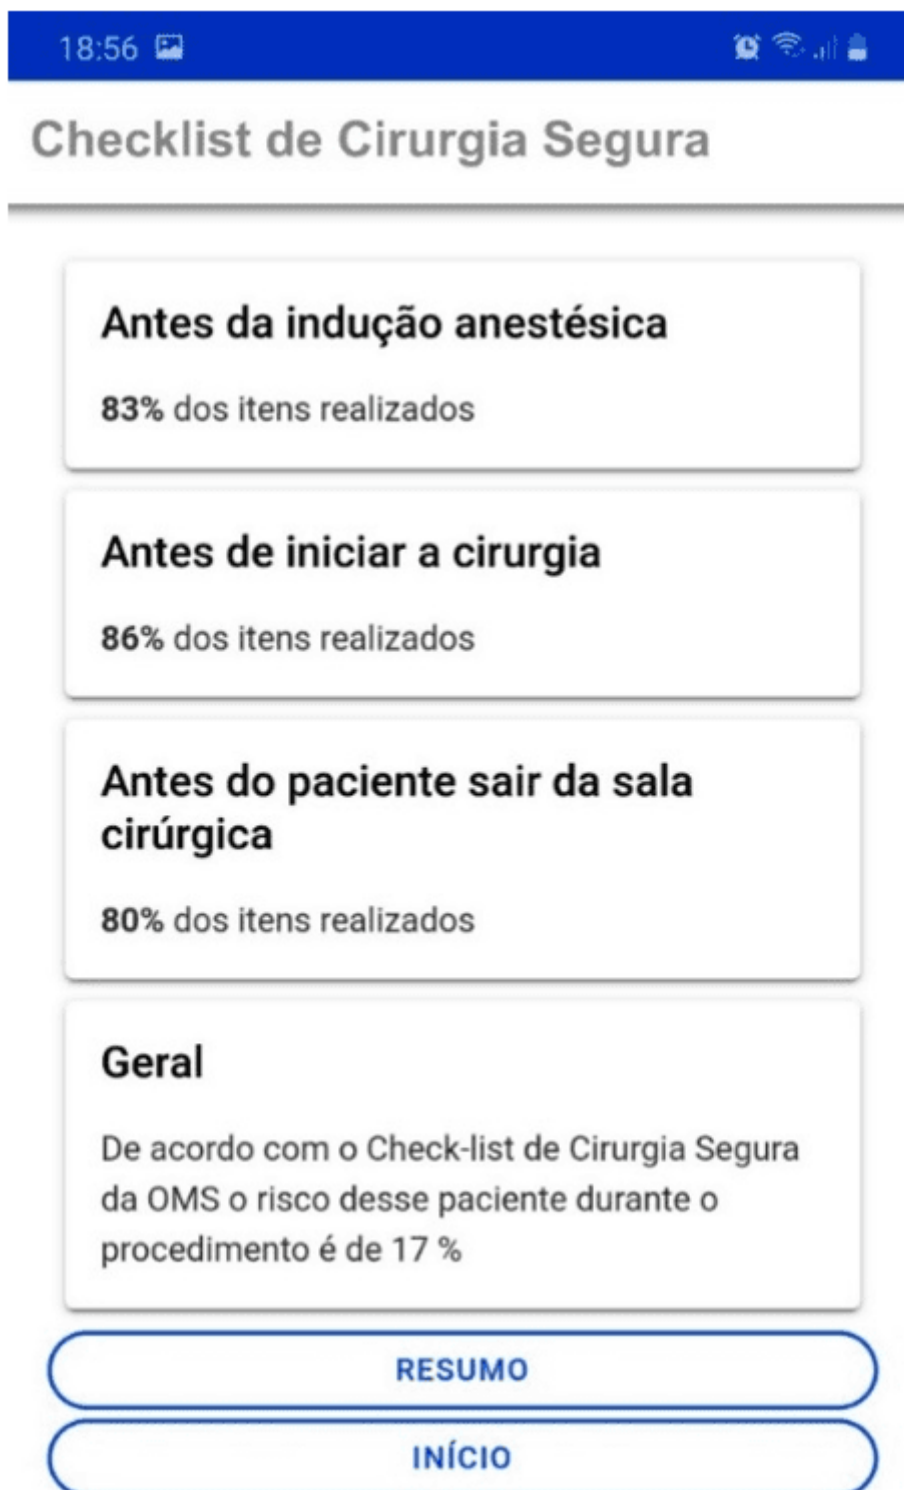 18:56
Checklist de Cirurgia Segura
Antes da indução anestésica
83% dos itens realizados
Antes de iniciar a cirurgia
86% dos itens realizados
Antes do paciente sair da sala
cirúrgica
80% dos itens realizados
Geral
De acordo com o Check-list de Cirurgia Segura
da OMS o risco desse paciente durante o
procedimento é de 17 %
RESUMO
INÍCIO